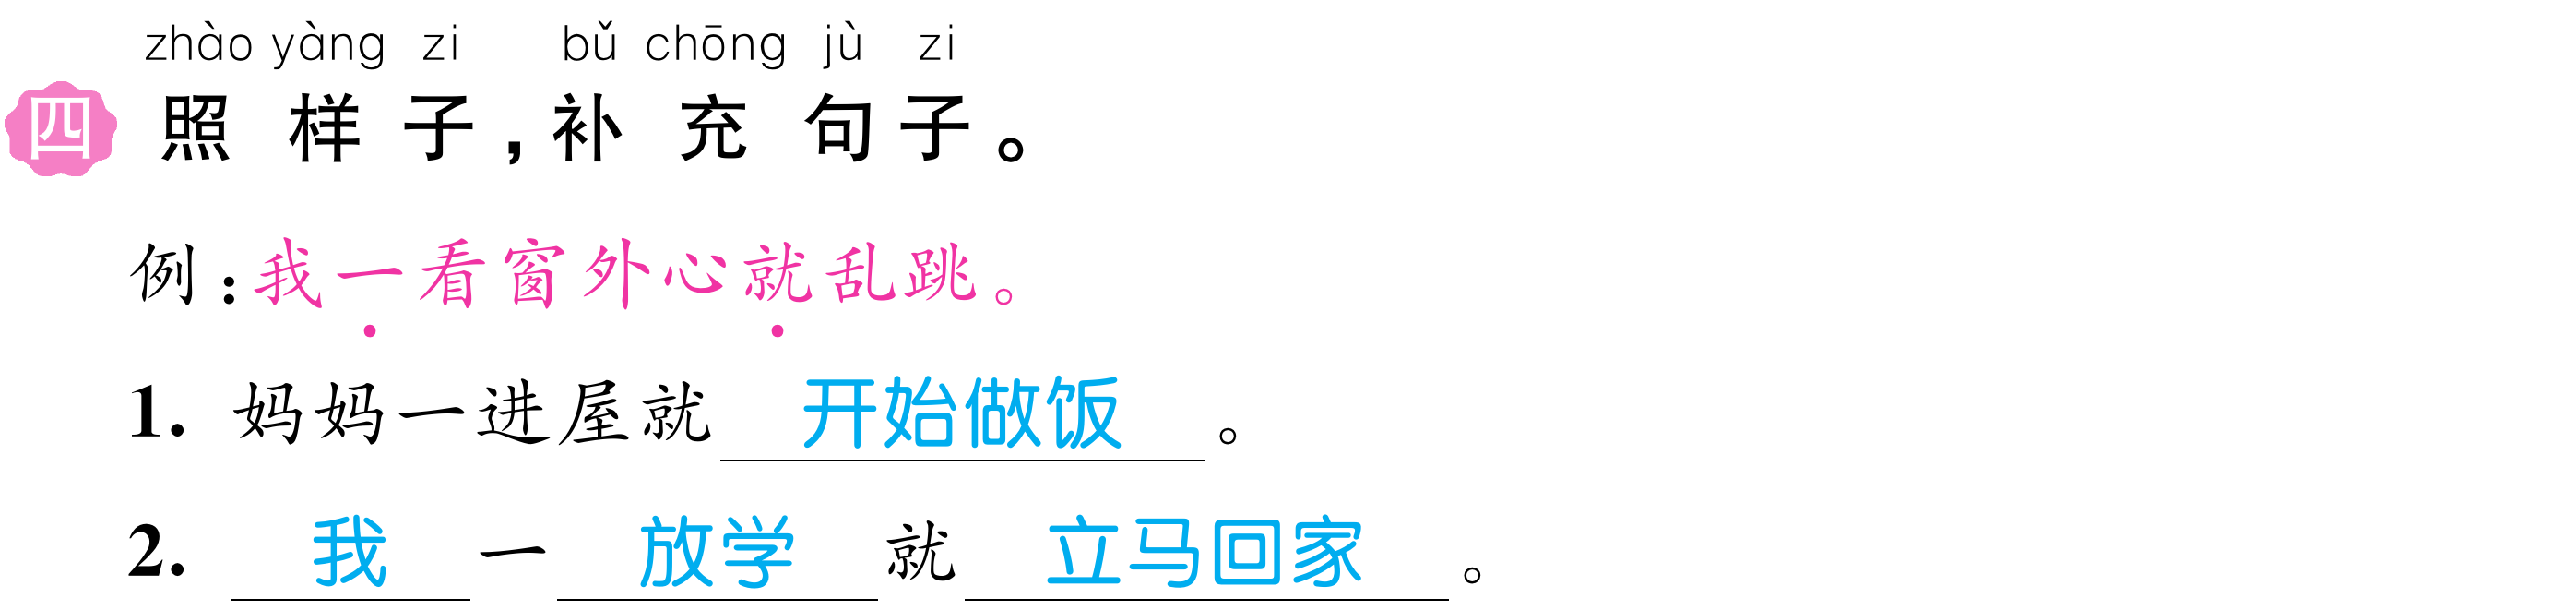 zhào yàng zi bǔ chōng jù zi
四 照样子,补充句子。
例:我一看窗外心就乱跳。
1. 妈妈一进屋就开始做饭。
2. 我一放学就立马回家。